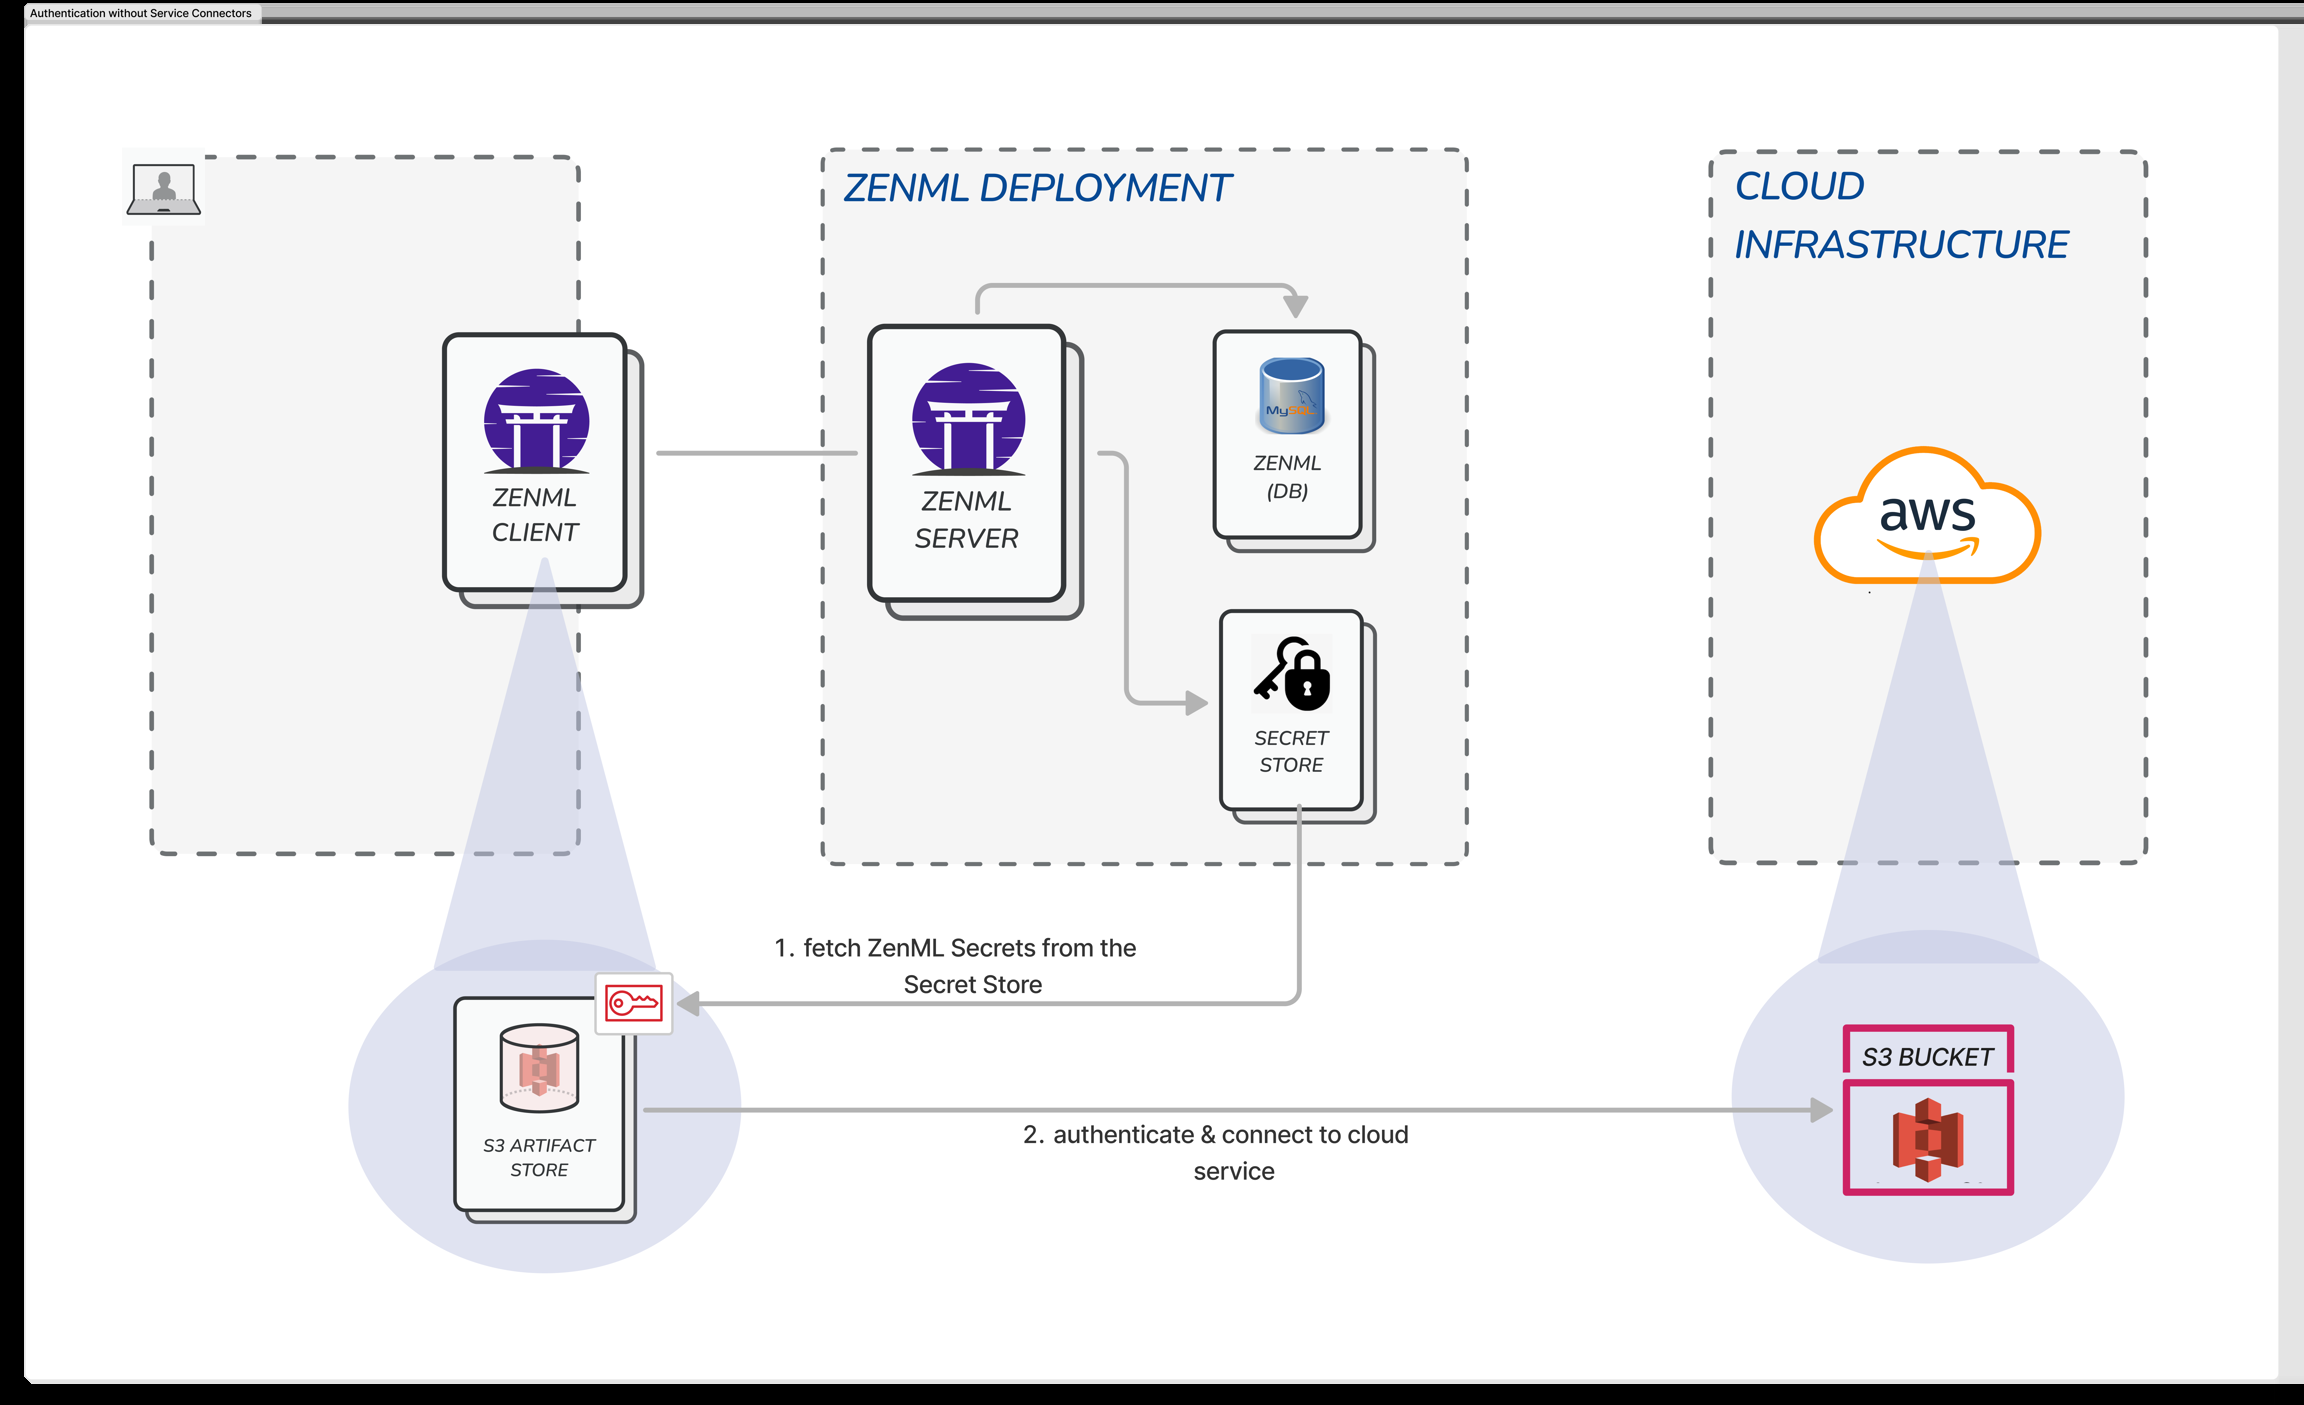 Authentication without Service Connectors
ZENML DEPLOYMENT
CLOUD
INFRASTRUCTURE
ZENML
CLIENT
ZENML
SERVER
MySQL
ZENML
(DB)
aws
SECRET
STORE
1. fetch ZenML Secrets from the
Secret Store
S3 ARTIFACT
STORE
2. authenticate & connect to cloud
service
S3 BUCKET